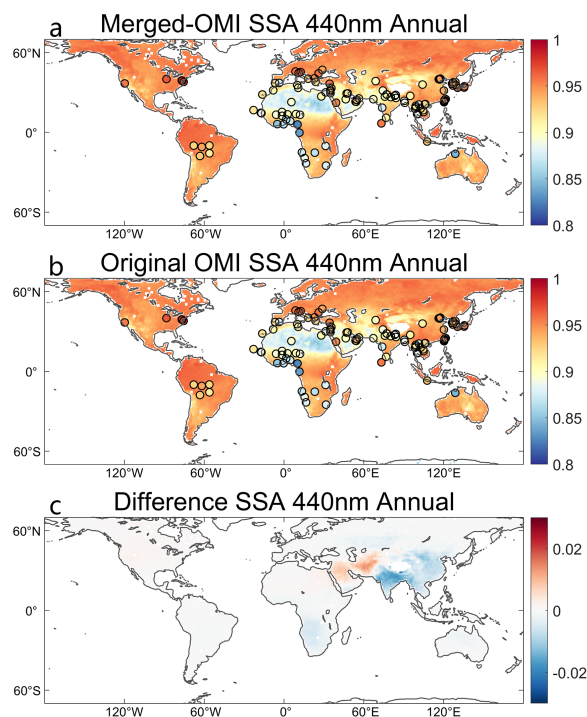 a Merged-OMI SSA 440nm Annual
60°N
0°
60°S
120°W 60°W 0° 60°E 120°E
1
0.95
0.9
0.85
0.8
b Original OMI SSA 440nm Annual
60°N
0°
60°S
120°W 60°W 0° 60°E 120°E
1
0.95
0.9
0.85
0.8
c Difference SSA 440nm Annual
60°N
0°
60°S
120°W 60°W 0° 60°E 120°E
0.02
0
-0.02